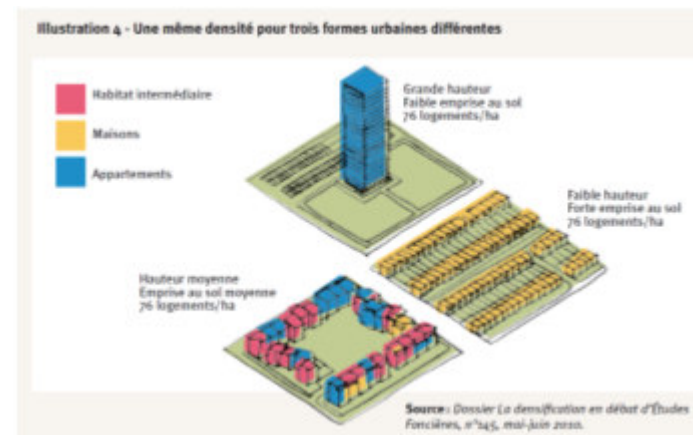 Illustration 4 - Une même densité pour trois formes urbaines différentes
Habitat intermédiaire
Maisons
Appartements
Grande hauteur
Faible emprise au sol
76 logements/ha
Faible hauteur
Forte emprise au sol
76 logements/ha
Hauteur moyenne
Emprise au sol moyenne
76 logements/ha
Source : Dossier La densification en débat d'Études
Foncières, n°145, mai-juin 2010.